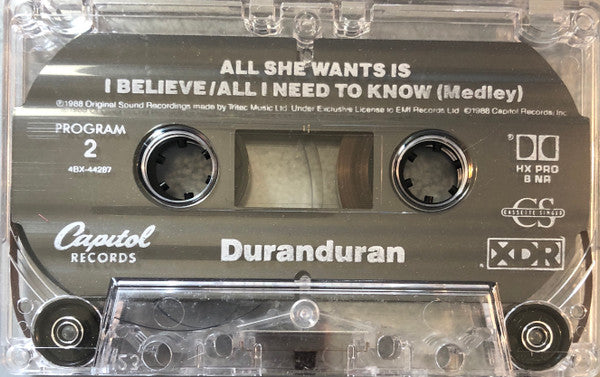 ALL SHE WANTS IS
I BELIEVE/ALL I NEED TO KNOW (Medley)
℗1988 Original Sound Recordings made by Tritec Music Ltd. Under Exclusive License to EMI Records Ltd. ©1988 Capitol Records, Inc.
PROGRAM
2
4BX-44287
HX PRO
B NR
CS
CASSETTE SINGLE
Capitol
RECORDS
Duranduran
XDR
53